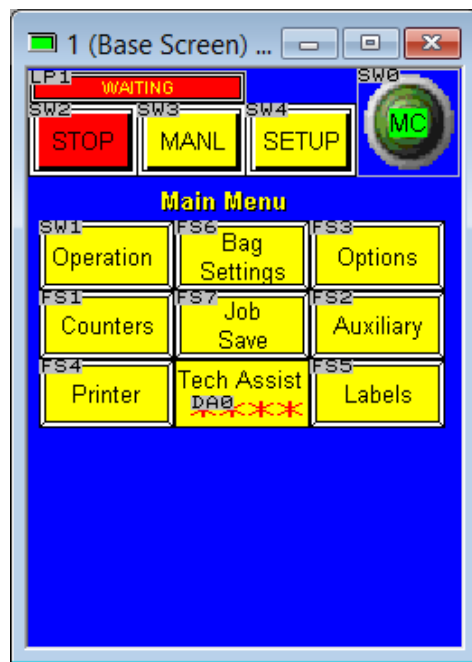 1 (Base Screen) ...
LP1
WAITING
SW0
MC
SW2
STOP
SW3
MANL
SW4
SETUP
Main Menu
SW1
Operation
FS6
Bag
Settings
FS3
Options
FS1
Counters
FS7
Job
Save
FS2
Auxiliary
FS4
Printer
Tech Assist
DA0
FS5
Labels